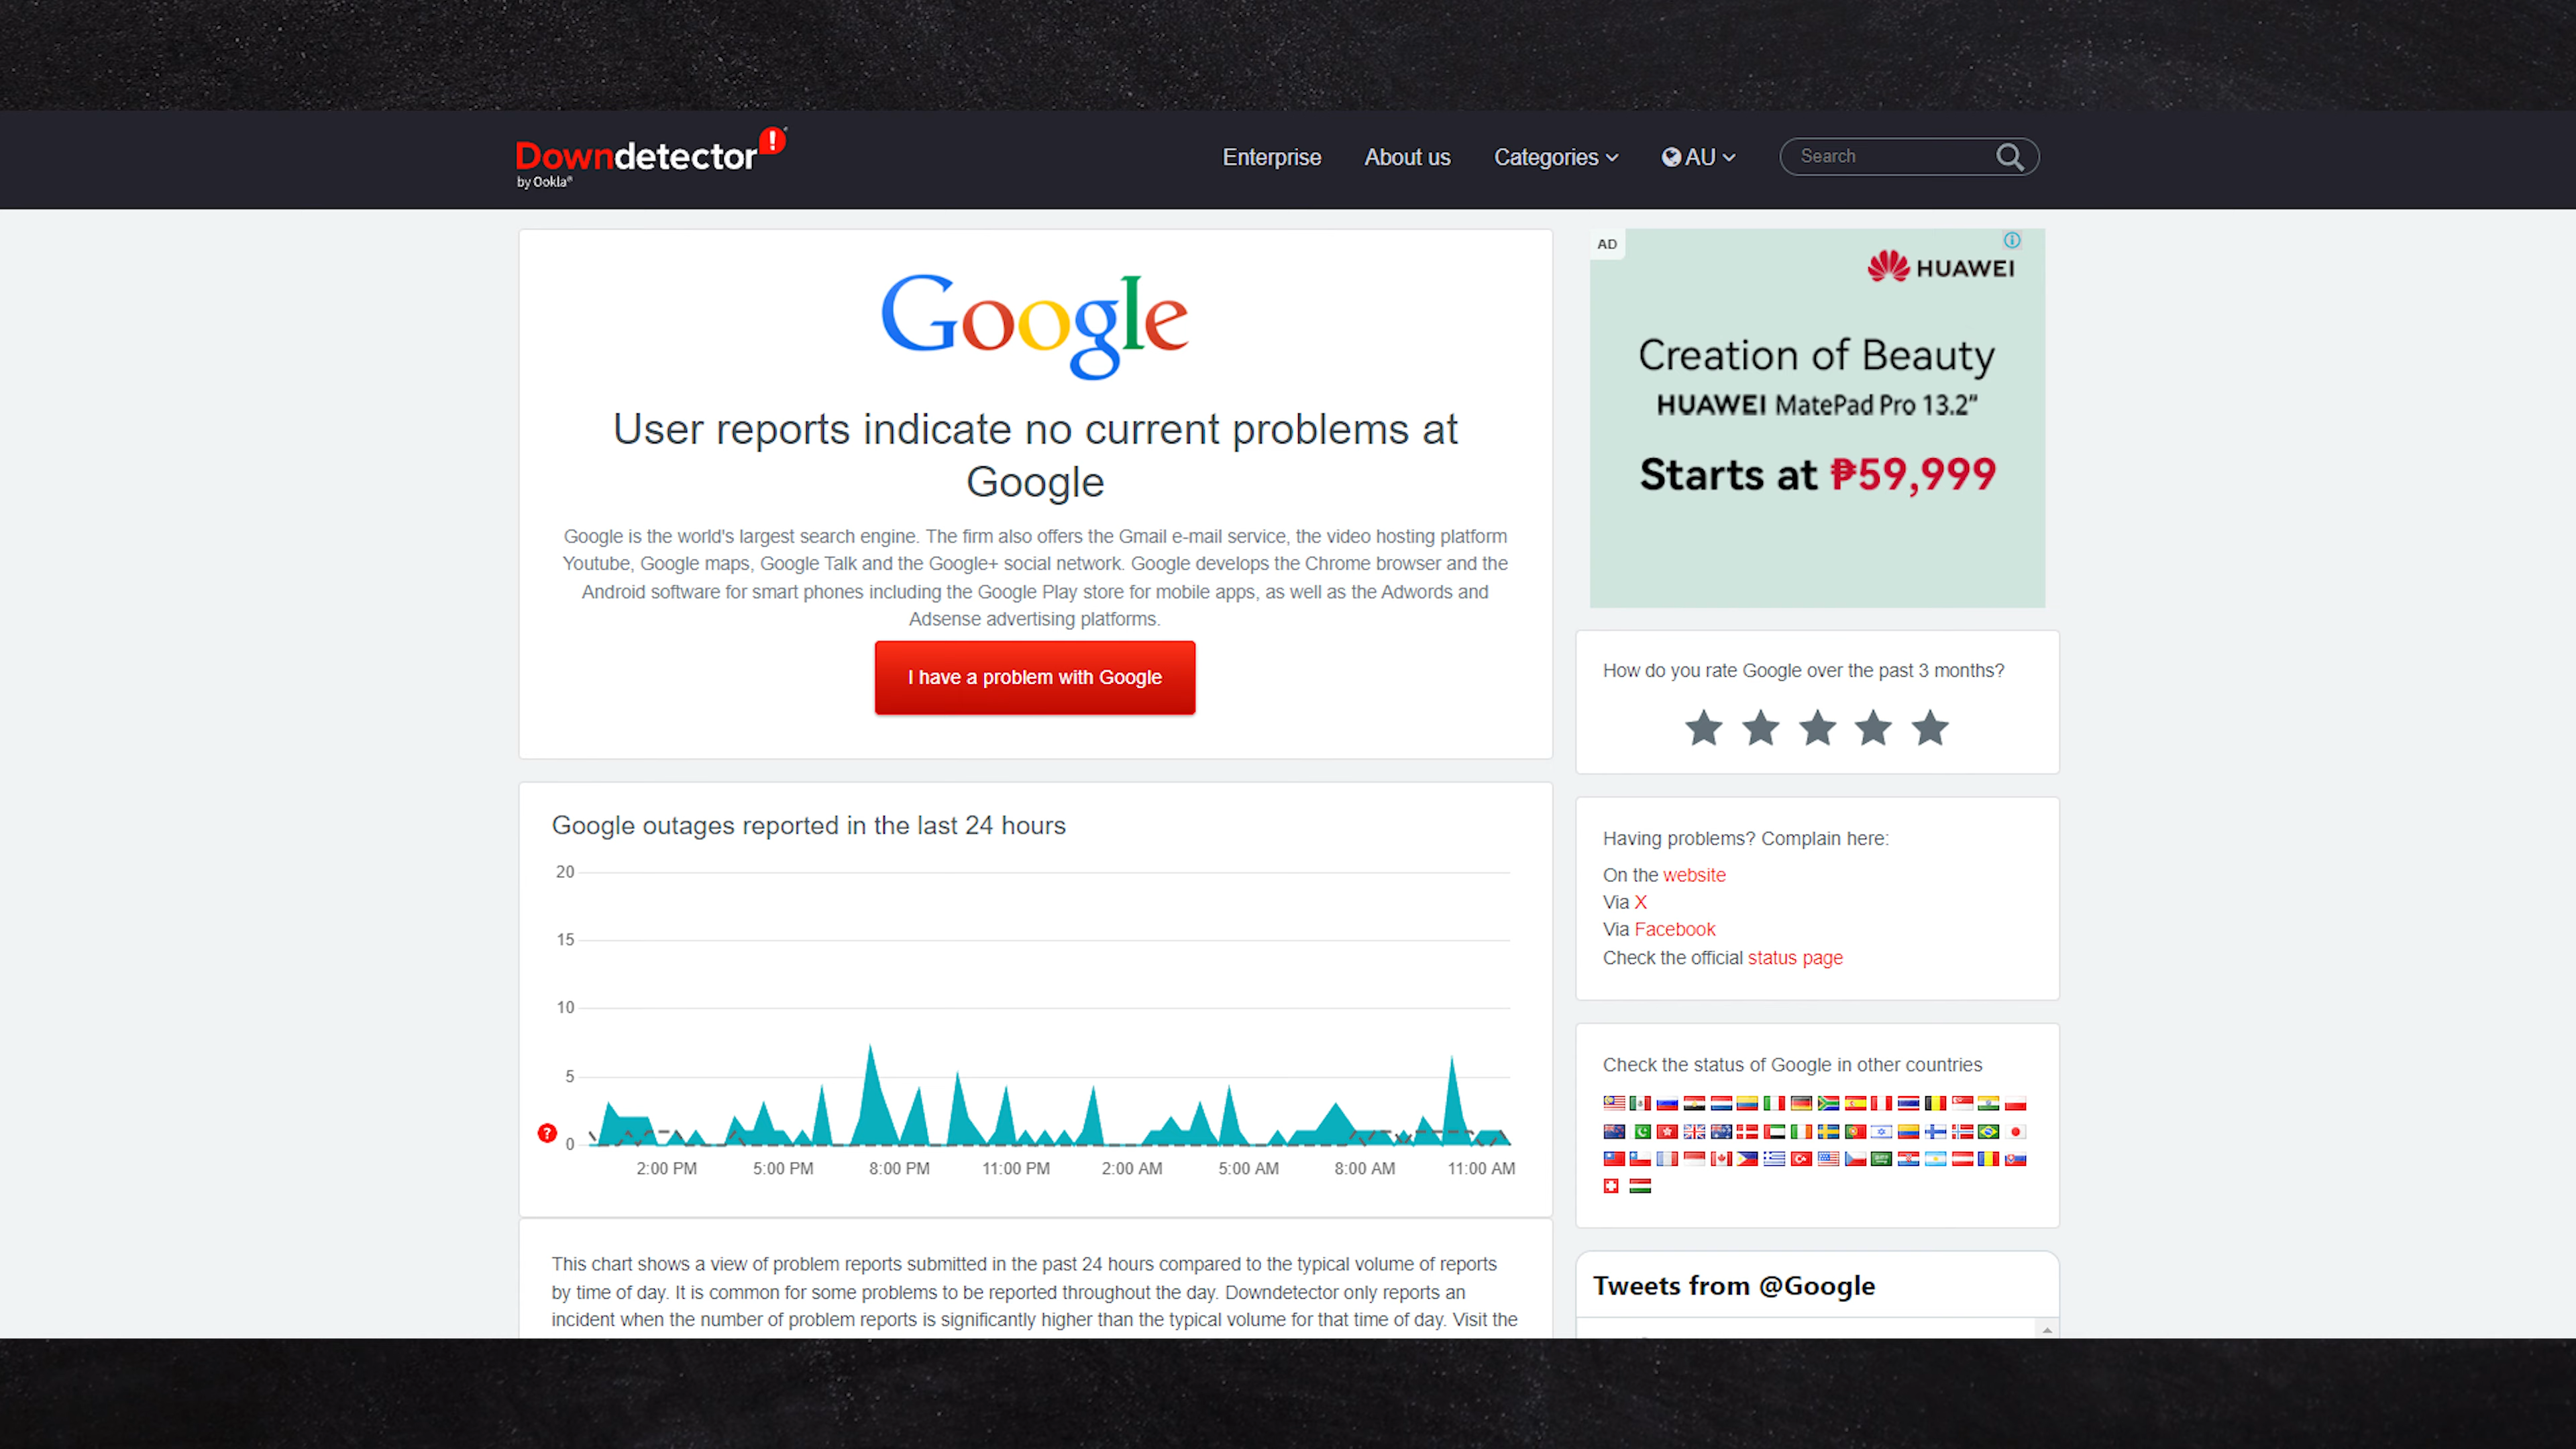 Downdetector
by Ookla®
Enterprise
About us
Categories
AU
Search
Google
User reports indicate no current problems at
Google
Google is the world's largest search engine. The firm also offers the Gmail e-mail service, the video hosting platform
Youtube, Google maps, Google Talk and the Google+ social network. Google develops the Chrome browser and the
Android software for smart phones including the Google Play store for mobile apps, as well as the Adwords and
Adsense advertising platforms.
I have a problem with Google
Google outages reported in the last 24 hours
20
15
10
5
0
?
2:00 PM
5:00 PM
8:00 PM
11:00 PM
2:00 AM
5:00 AM
8:00 AM
11:00 AM
This chart shows a view of problem reports submitted in the past 24 hours compared to the typical volume of reports
by time of day. It is common for some problems to be reported throughout the day. Downdetector only reports an
incident when the number of problem reports is significantly higher than the typical volume for that time of day. Visit the
AD
HUAWEI
Creation of Beauty
HUAWEI MatePad Pro 13.2"
Starts at ₱59,999
How do you rate Google over the past 3 months?
Having problems? Complain here:
On the website
Via X
Via Facebook
Check the official status page
Check the status of Google in other countries
Tweets from @Google